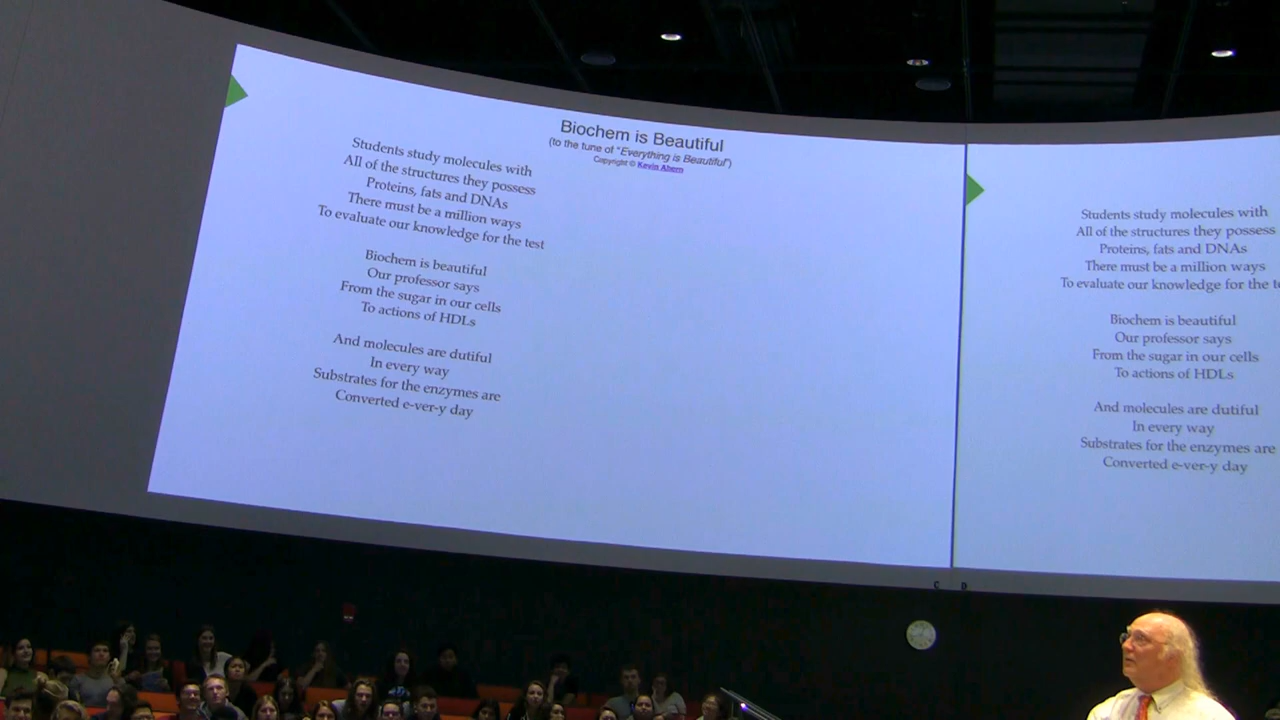 Biochem is Beautiful
(to the tune of "Everything is Beautiful")
Copyright © Kevin Ahern
Students study molecules with
All of the structures they possess
Proteins, fats and DNAs
There must be a million ways
To evaluate our knowledge for the test
Biochem is beautiful
Our professor says
From the sugar in our cells
To actions of HDLs
And molecules are dutiful
In every way
Substrates for the enzymes are
Converted e-ver-y day
Students study molecules with
All of the structures they possess
Proteins, fats and DNAs
There must be a million ways
To evaluate our knowledge for the
Biochem is beautiful
Our professor says
From the sugar in our cells
To actions of HDLs
And molecules are dutiful
In every way
Substrates for the enzymes are
Converted e-ver-y day
C D